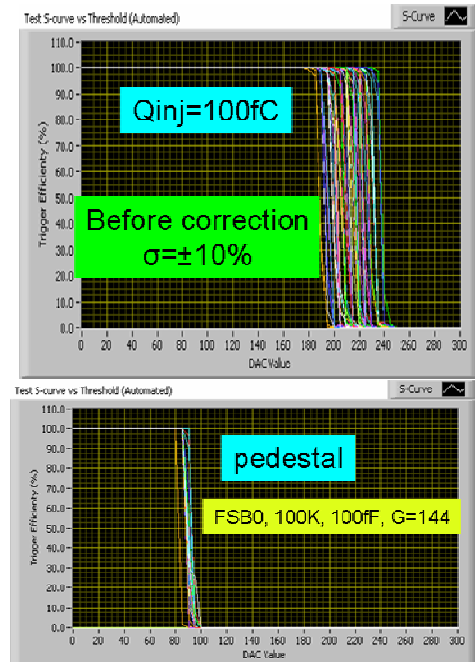 Test S-curve vs Threshold (Automated)
S-Curve
110.0
100.0
90.0
80.0
70.0
60.0
50.0
40.0
30.0
20.0
10.0
0.0
Trigger Efficienty (%)
Qinj=100fC
Before correction
σ=±10%
0 20 40 60 80 100 120 140 160 180 200 220 240 260 280 300
DAC Value
Test S-curve vs Threshold (Automated)
S-Curve
110.0
100.0
90.0
80.0
70.0
60.0
50.0
40.0
30.0
20.0
10.0
0.0
Trigger Efficienty (%)
pedestal
FSB0, 100K, 100fF, G=144
0 20 40 60 80 100 120 140 160 180 200 220 240 260 280 300
DAC Value